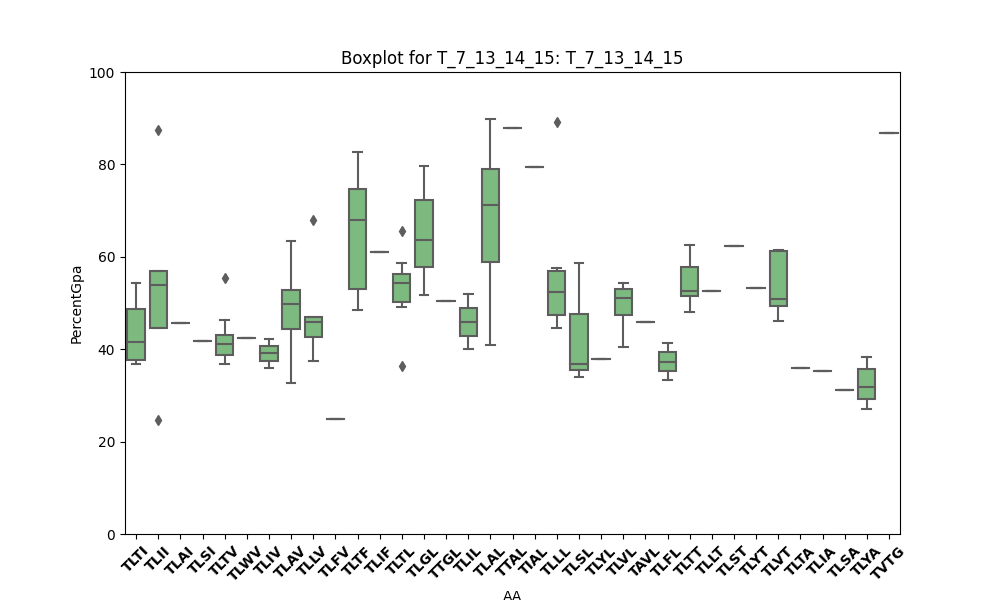 Boxplot for T_7_13_14_15: T_7_13_14_15
100
80
60
40
20
0
PercentGpa
TLTI TLII TLAI TLSI TLTV TLWV TLIV TLAV TLLV TLFV TLTF TLIF TLTL TLGL TTGL TLIL TLAL TTAL TIAL TLLL TLSL TLYL TLVL TAVL TLFL TLTT TLLT TLST TLYT TLVT TLTA TLIA TLSA TLYA TVTG
AA